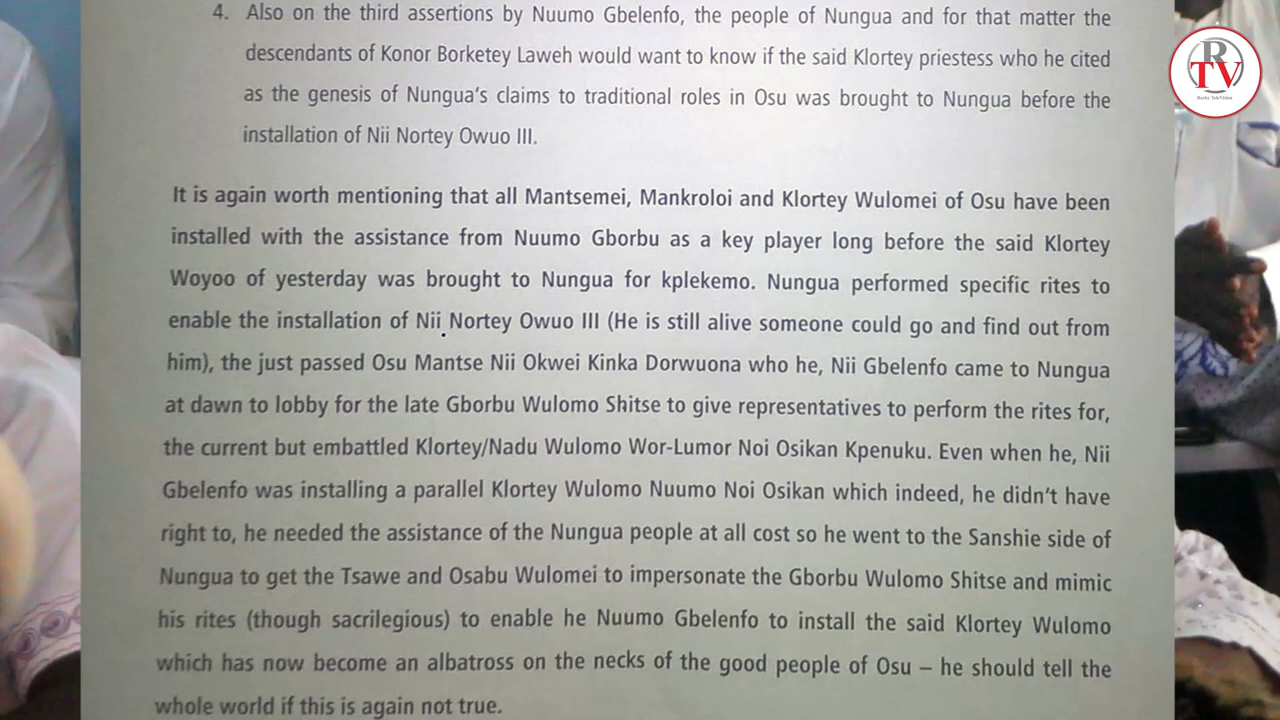 4. Also on the third assertions by Nuumo Gbelenfo, the people of Nungua and for that matter the
descendants of Konor Borketey Laweh would want to know if the said Klortey priestess who he cited
as the genesis of Nungua's claims to traditional roles in Osu was brought to Nungua before the
installation of Nii Nortey Owuo III.
It is again worth mentioning that all Mantsemei, Mankroloi and Klortey Wulomei of Osu have been
installed with the assistance from Nuumo Gborbu as a key player long before the said Klortey
Woyoo of yesterday was brought to Nungua for kplekemo. Nungua performed specific rites to
enable the installation of Nii Nortey Owuo III (He is still alive someone could go and find out from
him), the just passed Osu Mantse Nii Okwei Kinka Dorwuona who he, Nii Gbelenfo came to Nungua
at dawn to lobby for the late Gborbu Wulomo Shitse to give representatives to perform the rites for,
the current but embattled Klortey/Nadu Wulomo Wor-Lumor Noi Osikan Kpenuku. Even when he, Nii
Gbelenfo was installing a parallel Klortey Wulomo Nuumo Noi Osikan which indeed, he didn't have
right to, he needed the assistance of the Nungua people at all cost so he went to the Sanshie side of
Nungua to get the Tsawe and Osabu Wulomei to impersonate the Gborbu Wulomo Shitse and mimic
his rites (though sacrilegious) to enable he Nuumo Gbelenfo to install the said Klortey Wulomo
which has now become an albatross on the necks of the good people of Osu – he should tell the
whole world if this is again not true.
R
TV
Really TeleVision